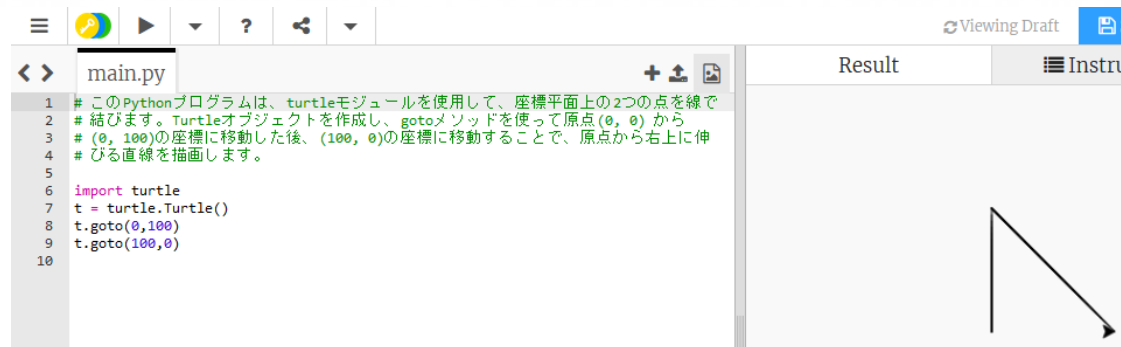 ?
Viewing Draft
main.py
Result
Instru
1 # このPythonプログラムは、turtleモジュールを使用して、座標平面上の2つの点を線で
2 # 結びます。Turtleオブジェクトを作成し、gotoメソッドを使って原点(0, 0) から
3 # (0, 100)の座標に移動した後、(100, 0)の座標に移動することで、原点から右上に伸
4 # びる直線を描画します。
5
6 import turtle
7 t = turtle.Turtle()
8 t.goto(0,100)
9 t.goto(100,0)
10